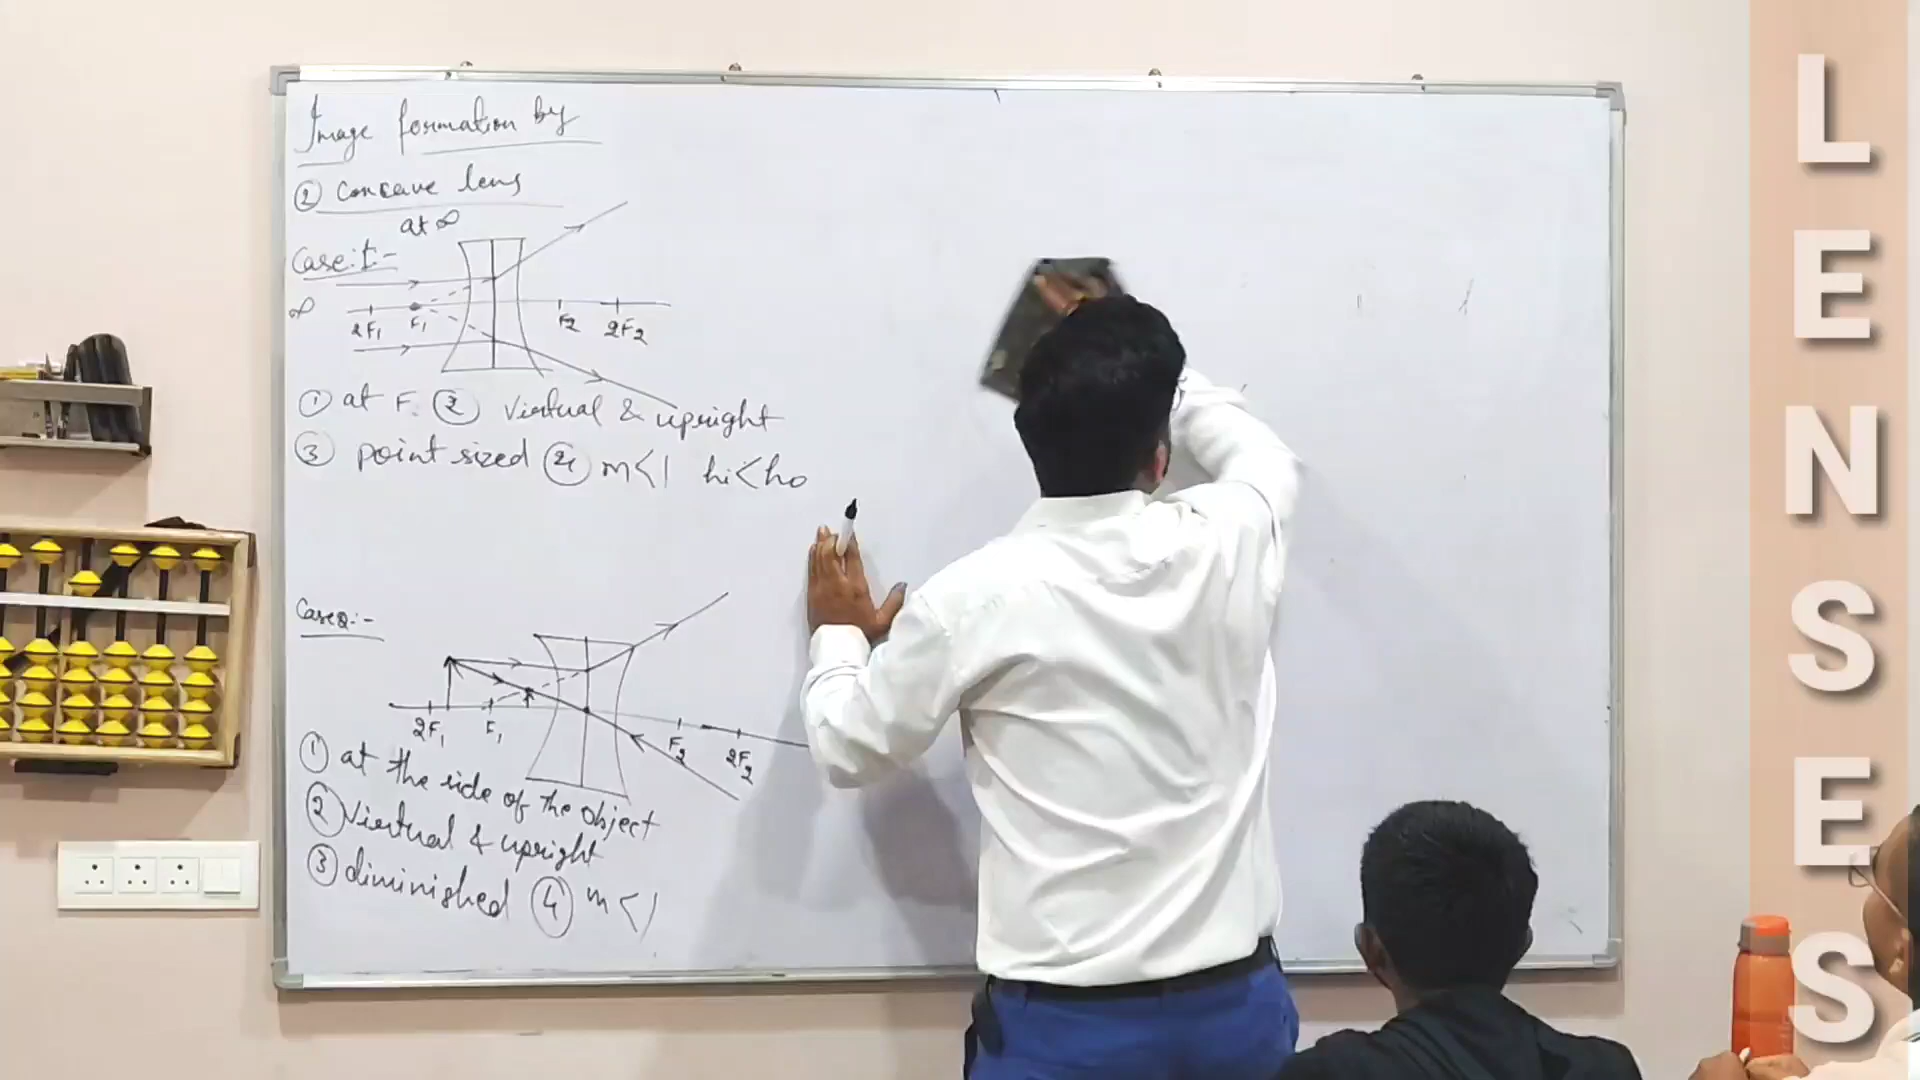 Image formation by
② Concave lens
at ∞
Case:I:-
∞
2F₁ F₁ F₂ 2F₂
① at F. ② Virtual & upright
③ point sized ④ m<1 hi<ho
Case2:-
2F₁ F₁ F₂ 2F₂
① at the side of the object
② Virtual & upright
③ diminished ④ m<1
LENSES